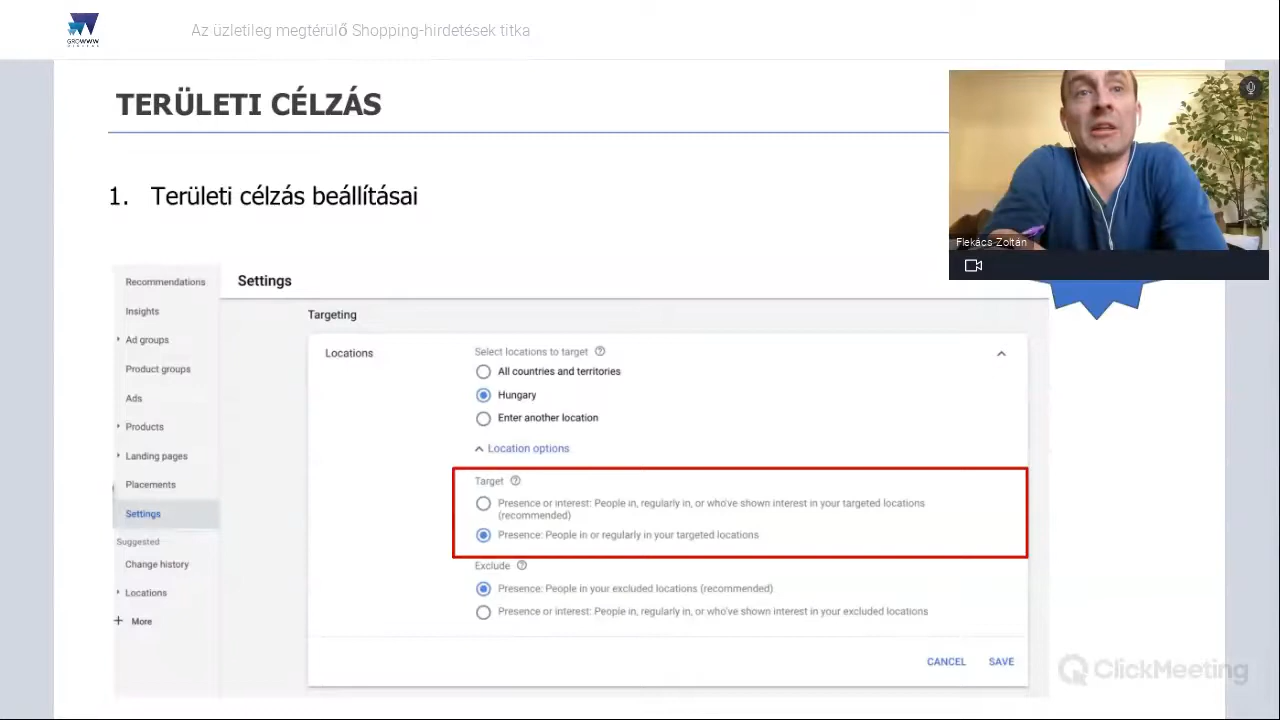 GROWWW
DIGITAL
Az üzletileg megtérülő Shopping-hirdetések titka
TERÜLETI CÉLZÁS
Flekács Zoltán
1. Területi célzás beállításai
Recommendations
Insights
Ad groups
Product groups
Ads
Products
Landing pages
Placements
Settings
Suggested
Change history
Locations
More
Settings
Targeting
Locations
Select locations to target
All countries and territories
Hungary
Enter another location
Location options
Target
Presence or interest: People in, regularly in, or who've shown interest in your targeted locations
(recommended)
Presence: People in or regularly in your targeted locations
Exclude
Presence: People in your excluded locations (recommended)
Presence or interest: People in, regularly in, or who've shown interest in your excluded locations
CANCEL SAVE
ClickMeeting